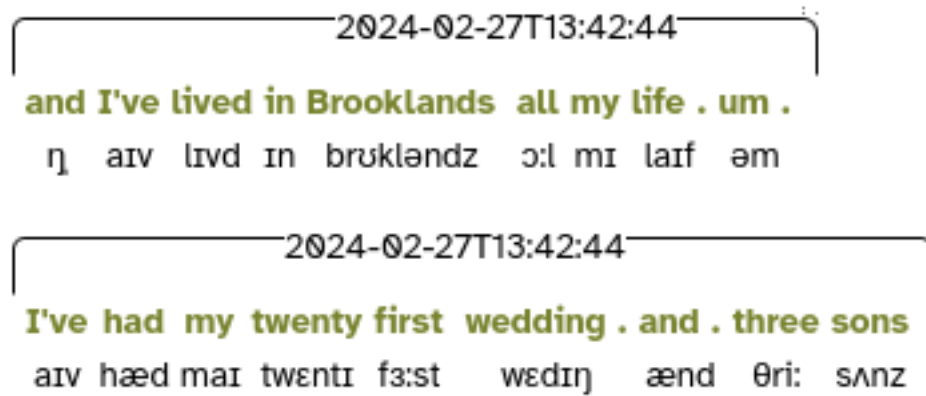 2024-02-27T13:42:44
and I've lived in Brooklands all my life . um .
n̩ aɪv lɪvd ɪn brʊkləndz ɔːl mɪ laɪf əm
2024-02-27T13:42:44
I've had my twenty first wedding . and . three sons
aɪv hæd maɪ twɛntɪ fɜːst wɛdɪŋ ænd θriː sʌnz